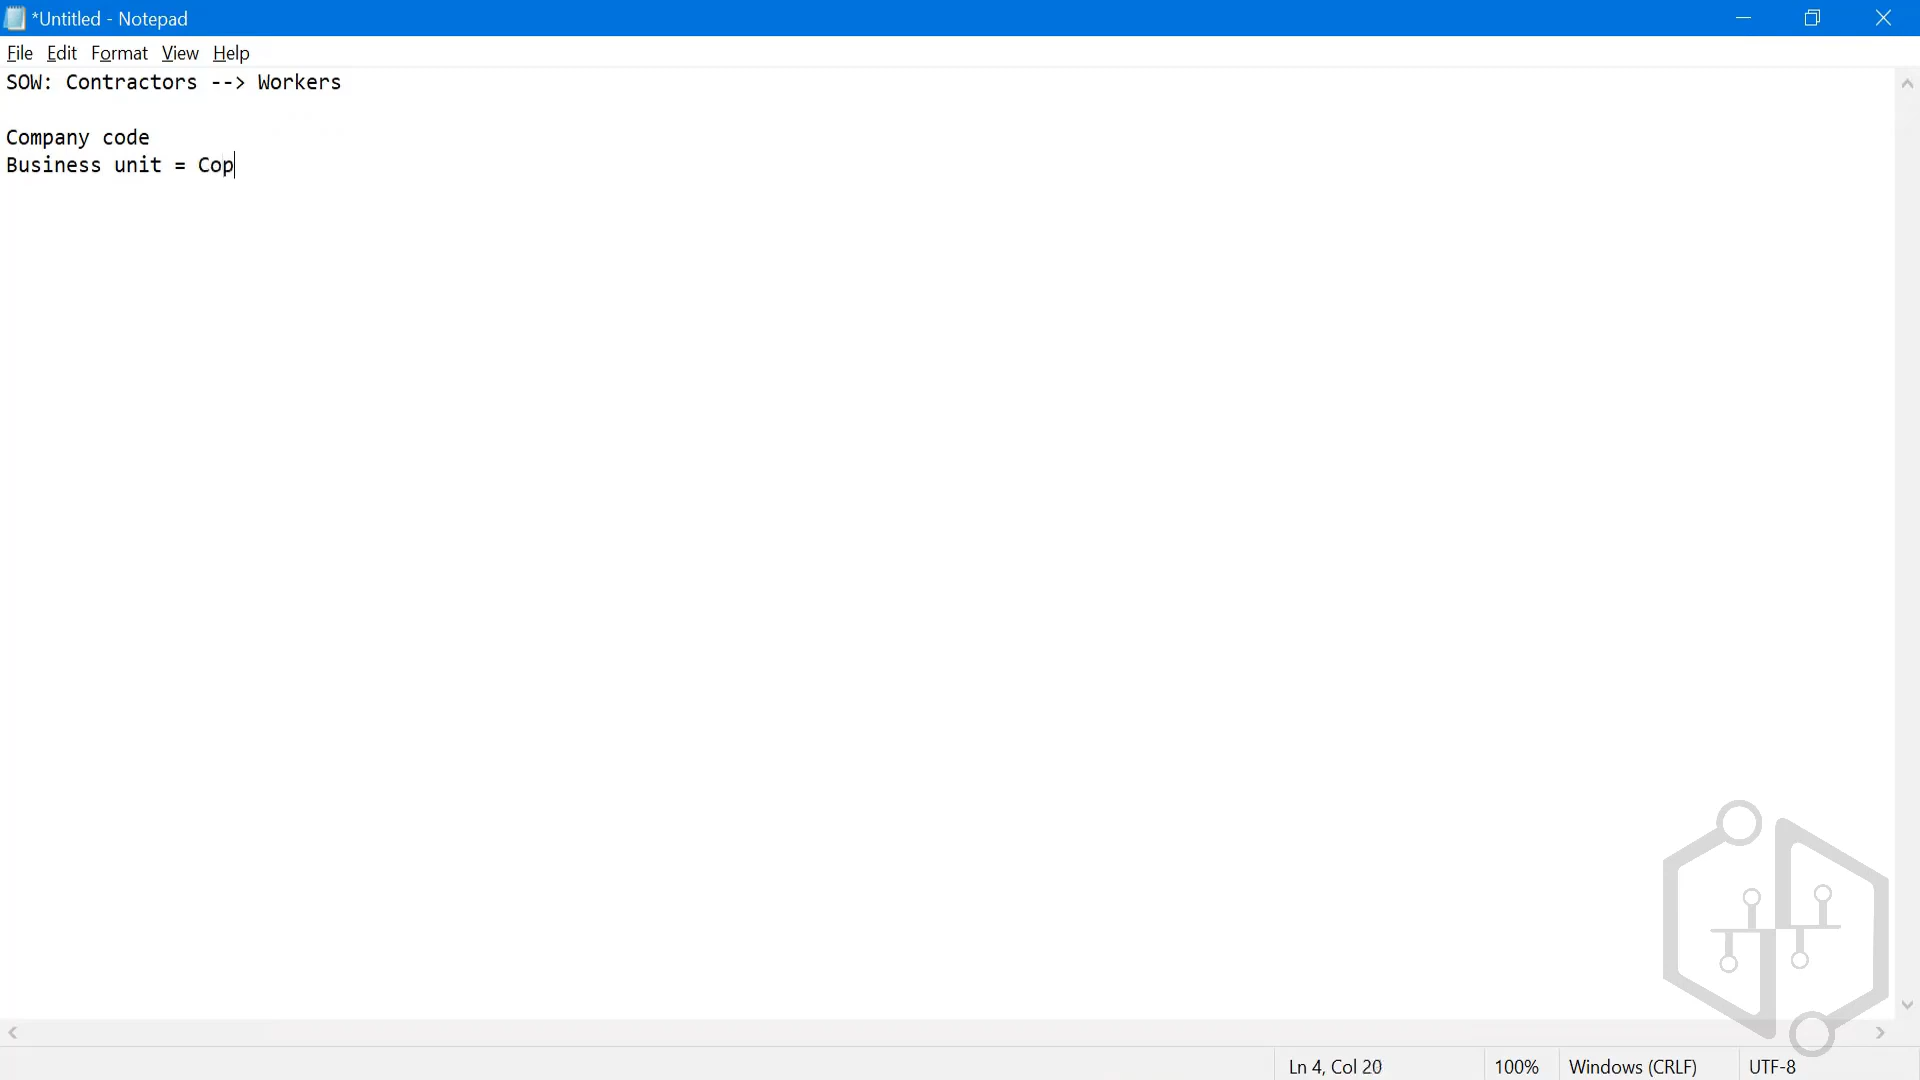 *Untitled - Notepad
File Edit Format View Help
SOW: Contractors --> Workers
Company code
Business unit = Cop
Ln 4, Col 20 100% Windows (CRLF) UTF-8